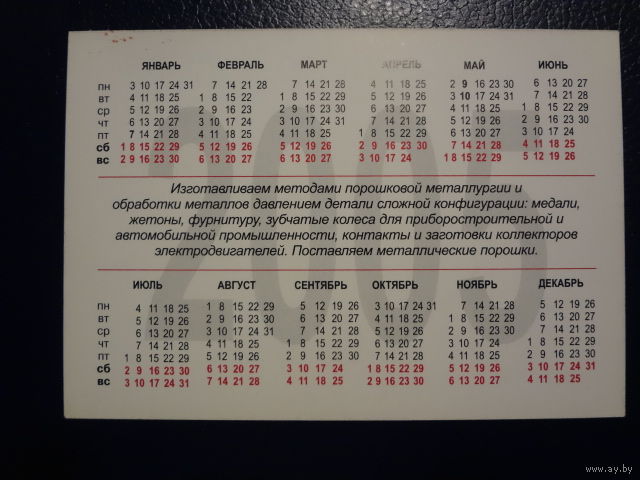 ЯНВАРЬ ФЕВРАЛЬ МАРТ АПРЕЛЬ МАЙ ИЮНЬ
пн 3 10 17 24 31 7 14 21 28 7 14 21 28 4 11 18 25 2 9 16 23 30 6 13 20 27
вт 4 11 18 25 1 8 15 22 1 8 15 22 29 5 12 19 26 3 10 17 24 31 7 14 21 28
ср 5 12 19 26 2 9 16 23 2 9 16 23 30 6 13 20 27 4 11 18 25 1 8 15 22 29
чт 6 13 20 27 3 10 17 24 3 10 17 24 31 7 14 21 28 5 12 19 26 2 9 16 23 30
пт 7 14 21 28 4 11 18 25 4 11 18 25 1 8 15 22 29 6 13 20 27 3 10 17 24
сб 1 8 15 22 29 5 12 19 26 5 12 19 26 2 9 16 23 30 7 14 21 28 4 11 18 25
вс 2 9 16 23 30 6 13 20 27 6 13 20 27 3 10 17 24 1 8 15 22 29 5 12 19 26
2005
Изготавливаем методами порошковой металлургии и
обработки металлов давлением детали сложной конфигурации: медали,
жетоны, фурнитуру, зубчатые колеса для приборостроительной и
автомобильной промышленности, контакты и заготовки коллекторов
электродвигателей. Поставляем металлические порошки.
ИЮЛЬ АВГУСТ СЕНТЯБРЬ ОКТЯБРЬ НОЯБРЬ ДЕКАБРЬ
пн 4 11 18 25 1 8 15 22 29 5 12 19 26 3 10 17 24 31 7 14 21 28 5 12 19 26
вт 5 12 19 26 2 9 16 23 30 6 13 20 27 4 11 18 25 1 8 15 22 29 6 13 20 27
ср 6 13 20 27 3 10 17 24 31 7 14 21 28 5 12 19 26 2 9 16 23 30 7 14 21 28
чт 7 14 21 28 4 11 18 25 1 8 15 22 29 6 13 20 27 3 10 17 24 1 8 15 22 29
пт 1 8 15 22 29 5 12 19 26 2 9 16 23 30 7 14 21 28 4 11 18 25 2 9 16 23 30
сб 2 9 16 23 30 6 13 20 27 3 10 17 24 1 8 15 22 29 5 12 19 26 3 10 17 24 31
вс 3 10 17 24 31 7 14 21 28 4 11 18 25 2 9 16 23 30 6 13 20 27 4 11 18 25
www.ay.by